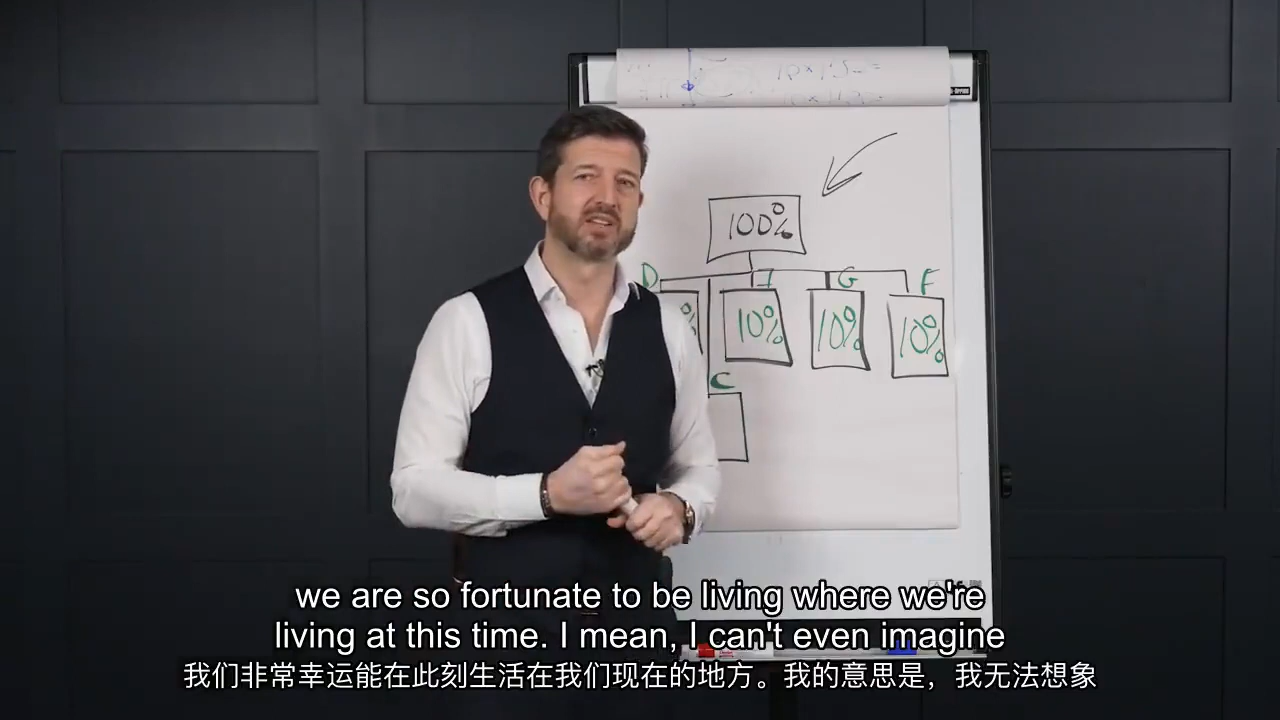 100%
D I G F
% 10% 10% 10%
C
we are so fortunate to be living where we're
living at this time. I mean, I can't even imagine
我们非常幸运能在此刻生活在我们现在的地方。我的意思是，我无法想象